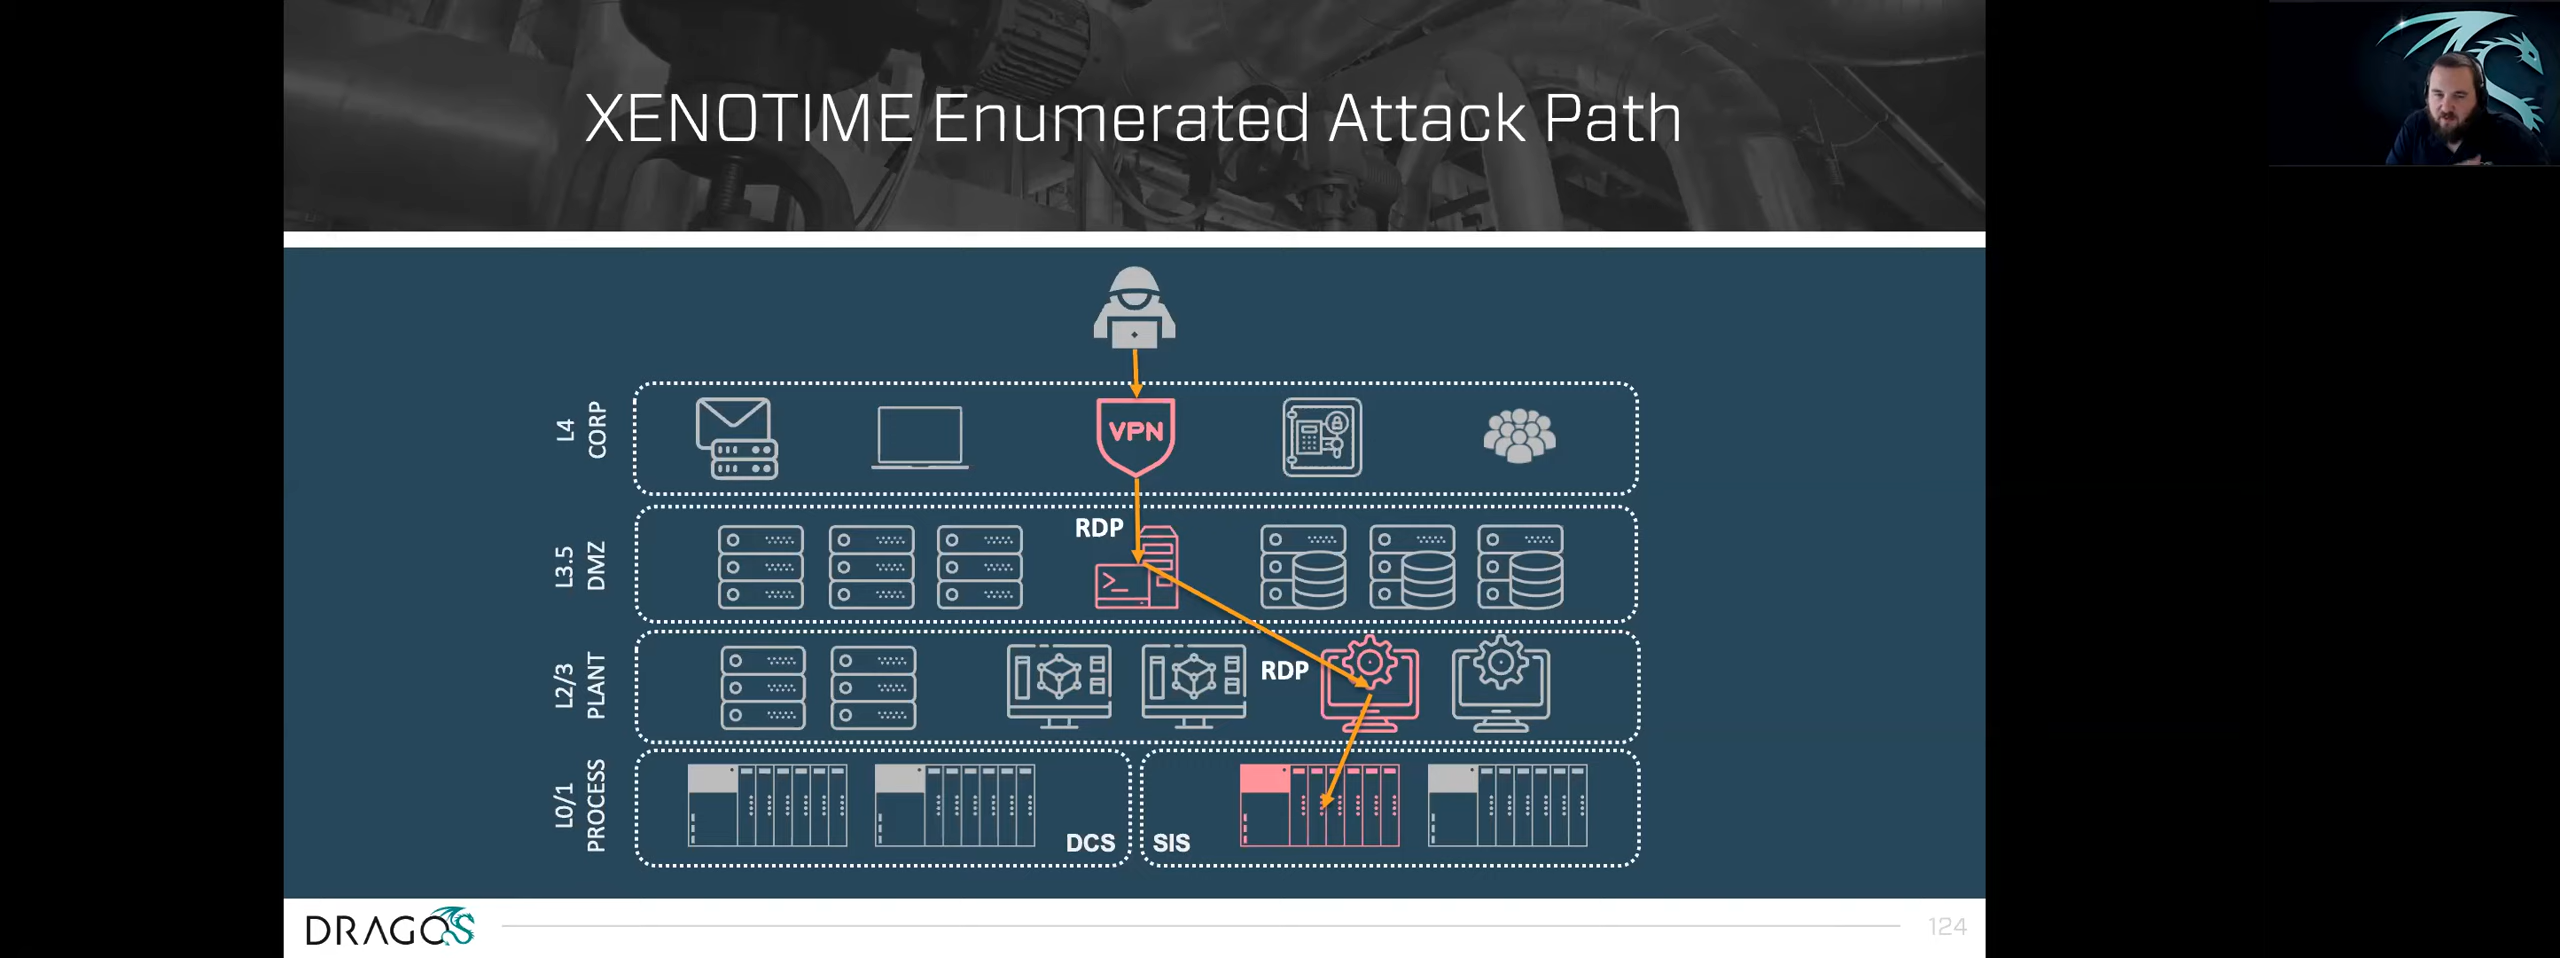 XENOTIME Enumerated Attack Path
L4
CORP
VPN
L3.5
DMZ
RDP
>_
L2/3
PLANT
RDP
L0/1
PROCESS
DCS
SIS
DRAGOS
124